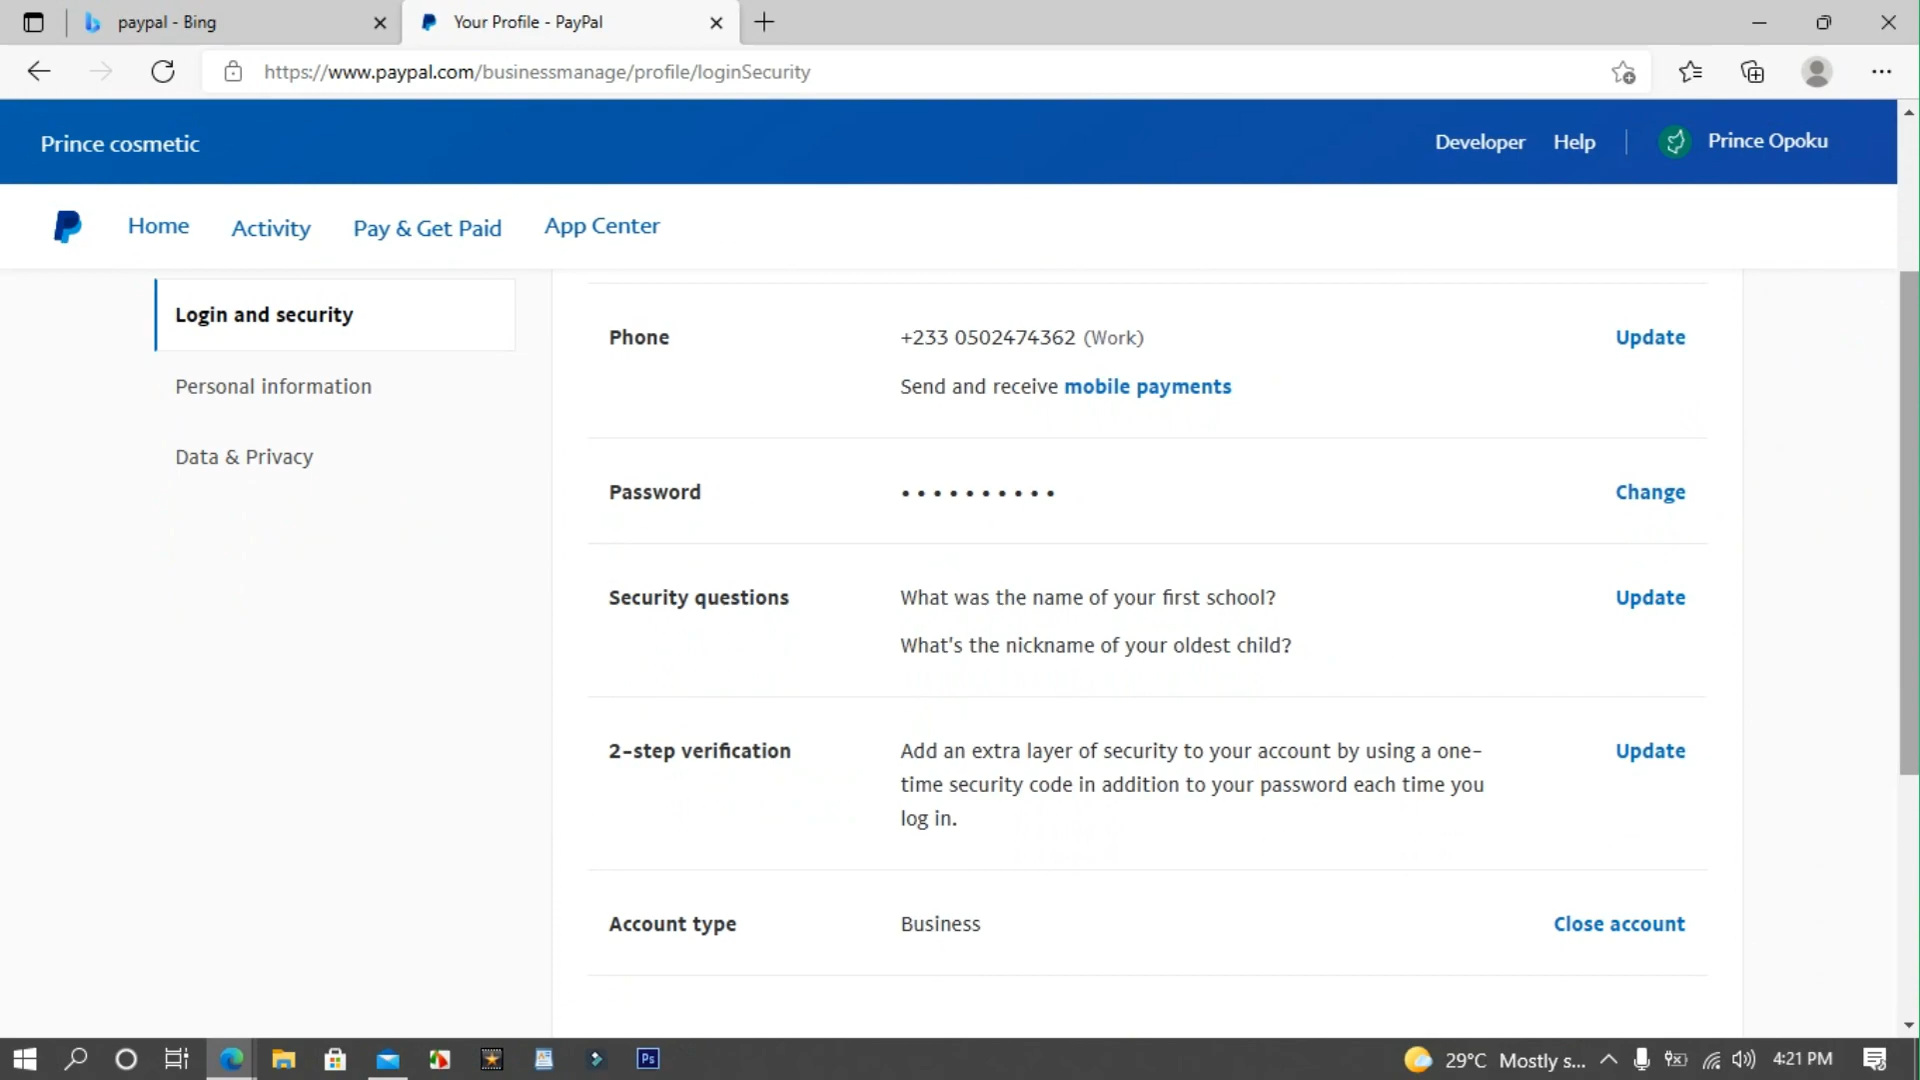 paypal - Bing
Your Profile - PayPal
https://www.paypal.com/businessmanage/profile/loginSecurity
Prince cosmetic
Developer
Help
Prince Opoku
Home
Activity
Pay & Get Paid
App Center
Login and security
Personal information
Data & Privacy
Phone
+233 0502474362 (Work)
Update
Send and receive mobile payments
Password
• • • • • • • • • •
Change
Security questions
What was the name of your first school?
Update
What's the nickname of your oldest child?
2-step verification
Add an extra layer of security to your account by using a one-
time security code in addition to your password each time you
log in.
Update
Account type
Business
Close account
Ps
29°C Mostly s...
4:21 PM